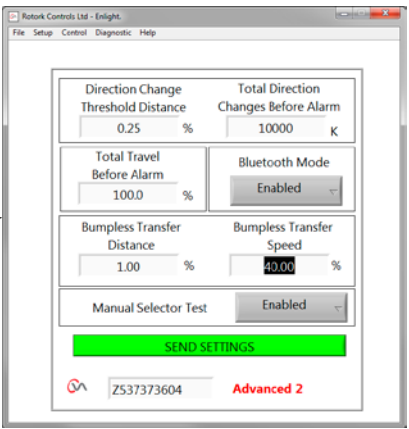 Rotork Controls Ltd - Enlight.
File Setup Control Diagnostic Help
Direction Change
Threshold Distance
0.25 %
Total Direction
Changes Before Alarm
10000 K
Total Travel
Before Alarm
100.0 %
Bluetooth Mode
Enabled
Bumpless Transfer
Distance
1.00 %
Bumpless Transfer
Speed
40.00 %
Manual Selector Test
Enabled
SEND SETTINGS
Z537373604
Advanced 2